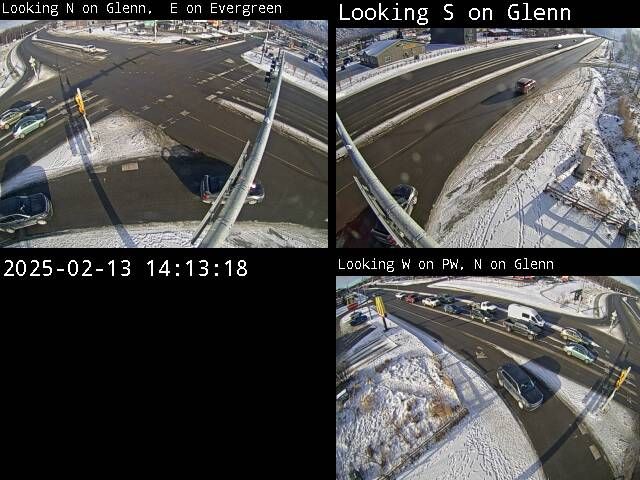 Looking N on Glenn,  E on Evergreen
Looking S on Glenn
2025-02-13 14:13:18
Looking W on PW, N on Glenn